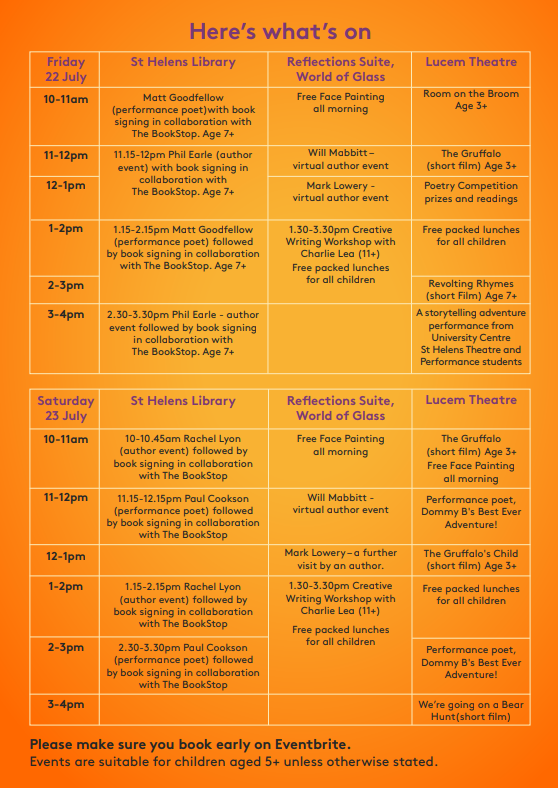 Here's what's on
Friday
22 July
St Helens Library
Reflections Suite,
World of Glass
Lucem Theatre
10-11am
Matt Goodfellow
(performance poet)with book
signing in collaboration with
The BookStop. Age 7+
Free Face Painting
all morning
Room on the Broom
Age 3+
11-12pm
11.15-12pm Phil Earle (author
event) with book signing in
collaboration with
The BookStop. Age 7+
Will Mabbitt–
virtual author event
The Gruffalo
(short film) Age 3+
12-1pm
Mark Lowery -
virtual author event
Poetry Competition
prizes and readings
1-2pm
1.15-2.15pm Matt Goodfellow
(performance poet) followed
by book signing in collaboration
with The BookStop. Age 7+
1.30-3.30pm Creative
Writing Workshop with
Charlie Lea (11+)
Free packed lunches
for all children
Free packed lunches
for all children
2-3pm
Revolting Rhymes
(short Film) Age 7+
3-4pm
2.30-3.30pm Phil Earle - author
event followed by book signing
in collaboration with
The BookStop. Age 7+
A storytelling adventure
performance from
University Centre
St Helens Theatre and
Performance students
Saturday
23 July
St Helens Library
Reflections Suite,
World of Glass
Lucem Theatre
10-11am
10-10.45am Rachel Lyon
(author event) followed by
book signing in collaboration
with The BookStop
Free Face Painting
all morning
The Gruffalo
(short film) Age 3+
Free Face Painting
all morning
11-12pm
11.15-12.15pm Paul Cookson
(performance poet) followed
by book signing in collaboration
with The BookStop
Will Mabbitt -
virtual author event
Performance poet,
Dommy B's Best Ever
Adventure!
12-1pm
Mark Lowery– a further
visit by an author.
The Gruffalo's Child
(short film) Age 3+
1-2pm
1.15-2.15pm Rachel Lyon
(author event) followed by
book signing in collaboration
with The BookStop
1.30-3.30pm Creative
Writing Workshop with
Charlie Lea (11+)
Free packed lunches
for all children
Free packed lunches
for all children
2-3pm
2.30-3.30pm Paul Cookson
(performance poet) followed
by book signing in collaboration
with The BookStop
Performance poet,
Dommy B's Best Ever
Adventure!
3-4pm
We're going on a Bear
Hunt(short film)
Please make sure you book early on Eventbrite.
Events are suitable for children aged 5+ unless otherwise stated.